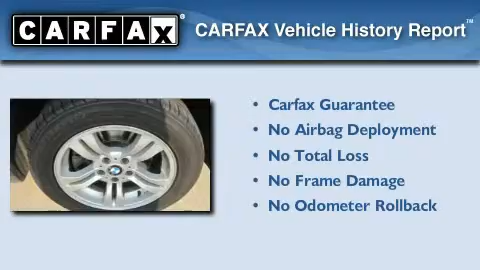 CARFAX® CARFAX Vehicle History Report™
• Carfax Guarantee
• No Airbag Deployment
• No Total Loss
• No Frame Damage
• No Odometer Rollback